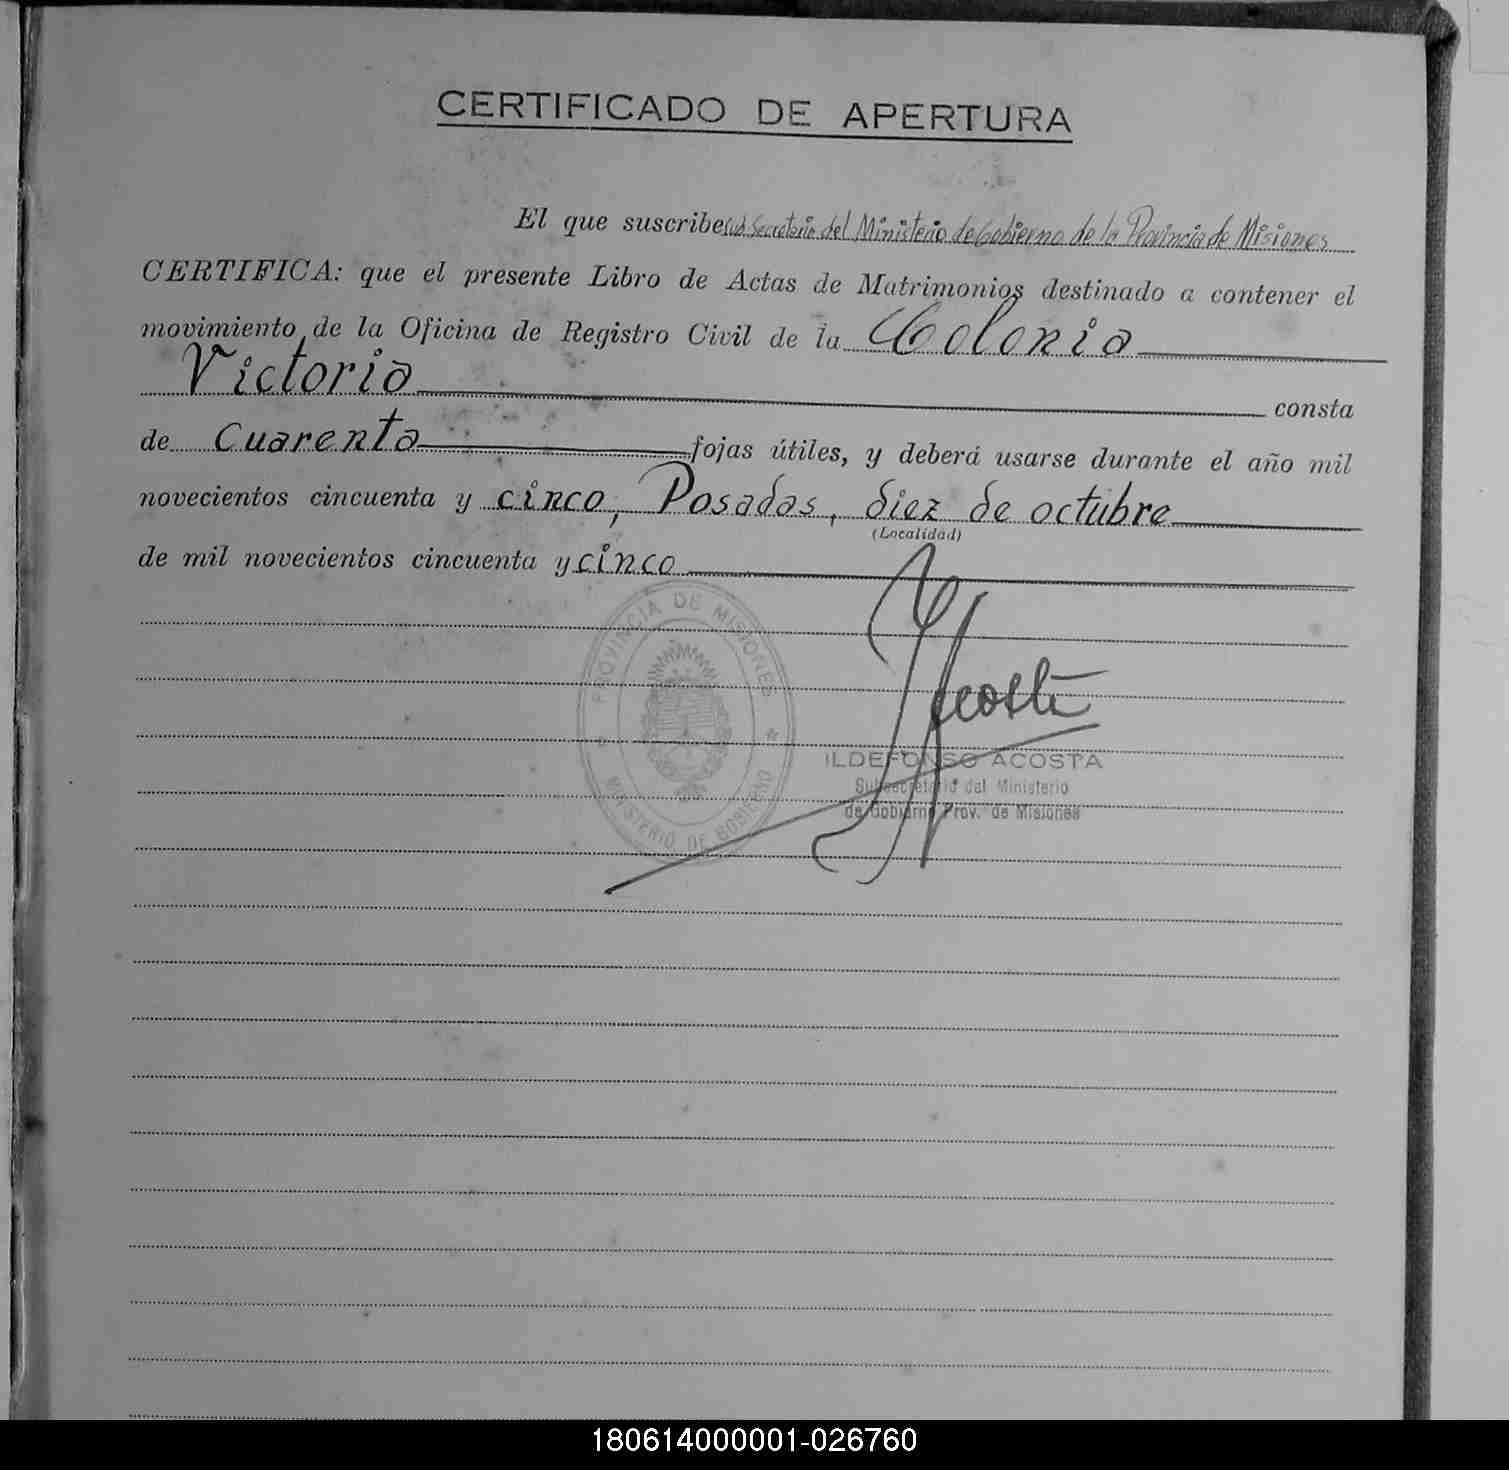 CERTIFICADO DE APERTURA
El que suscribe Sub Secretario del Ministerio de Gobierno de la Provincia de Misiones
CERTIFICA: que el presente Libro de Actas de Matrimonios destinado a contener el
movimiento de la Oficina de Registro Civil de la Colonia
Victoria consta
de Cuarenta fojas útiles, y deberá usarse durante el año mil
novecientos cincuenta y cinco, Posadas, diez de octubre
(Localidad)
de mil novecientos cincuenta y cinco
PROVINCIA DE MISIONES
MINISTERIO DE GOBIERNO
Acosta
ILDEFONSO ACOSTA
Subsecretario del Ministerio
de Gobierno Prov. de Misiones
180614000001-026760